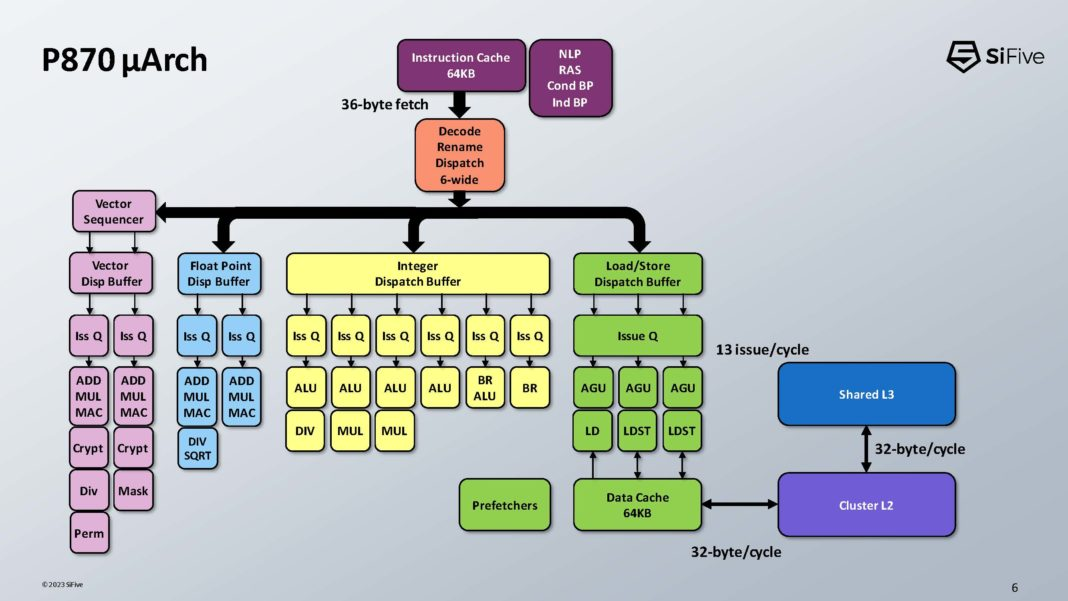 P870 µArch
SiFive
Instruction Cache
64KB
NLP
RAS
Cond BP
Ind BP
36-byte fetch
Decode
Rename
Dispatch
6-wide
Vector
Sequencer
Vector
Disp Buffer
Float Point
Disp Buffer
Integer
Dispatch Buffer
Load/Store
Dispatch Buffer
Iss Q
Iss Q
Iss Q
Iss Q
Iss Q
Iss Q
Iss Q
Iss Q
Iss Q
Iss Q
Issue Q
13 issue/cycle
ADD
MUL
MAC
ADD
MUL
MAC
ADD
MUL
MAC
ADD
MUL
MAC
ALU
ALU
ALU
ALU
BR
ALU
BR
AGU
AGU
AGU
Shared L3
Crypt
Crypt
DIV
SQRT
DIV
MUL
MUL
LD
LDST
LDST
32-byte/cycle
Div
Mask
Prefetchers
Data Cache
64KB
Cluster L2
Perm
32-byte/cycle
© 2023 SiFive
6